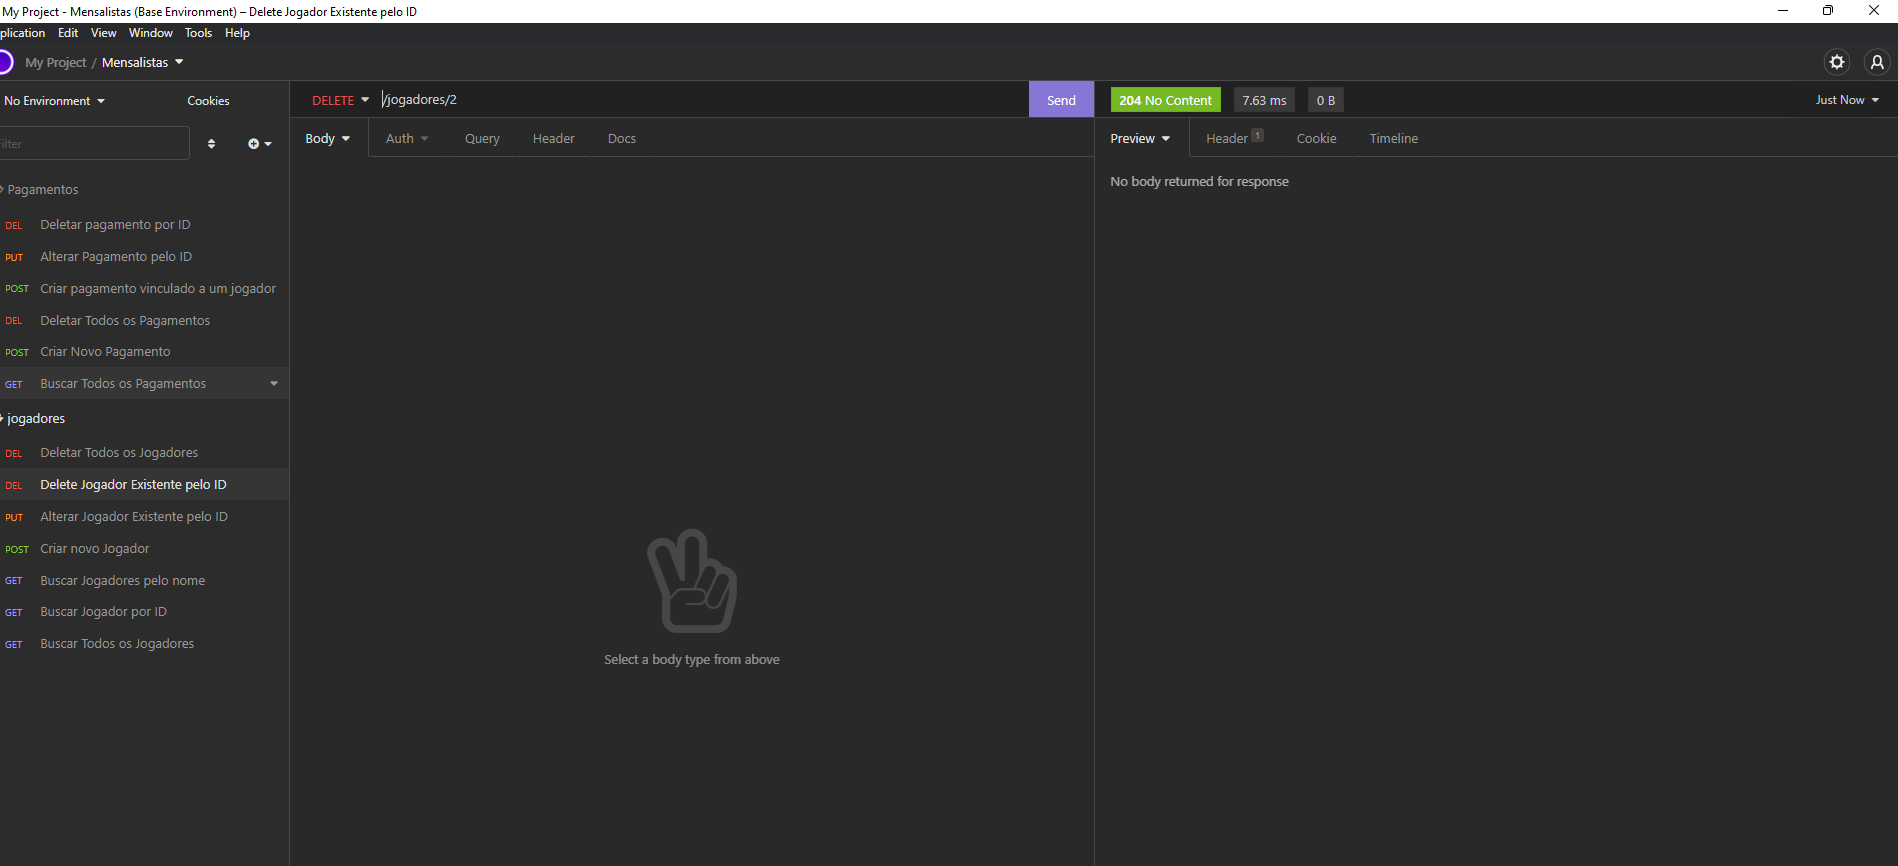 My Project - Mensalistas (Base Environment) – Delete Jogador Existente pelo ID
plication Edit View Window Tools Help
My Project / Mensalistas
No Environment Cookies
ilter
Pagamentos
DEL Deletar pagamento por ID
PUT Alterar Pagamento pelo ID
POST Criar pagamento vinculado a um jogador
DEL Deletar Todos os Pagamentos
POST Criar Novo Pagamento
GET Buscar Todos os Pagamentos
jogadores
DEL Deletar Todos os Jogadores
DEL Delete Jogador Existente pelo ID
PUT Alterar Jogador Existente pelo ID
POST Criar novo Jogador
GET Buscar Jogadores pelo nome
GET Buscar Jogador por ID
GET Buscar Todos os Jogadores
DELETE /jogadores/2 Send
Body Auth Query Header Docs
Select a body type from above
204 No Content 7.63 ms 0 B Just Now
Preview Header 1 Cookie Timeline
No body returned for response